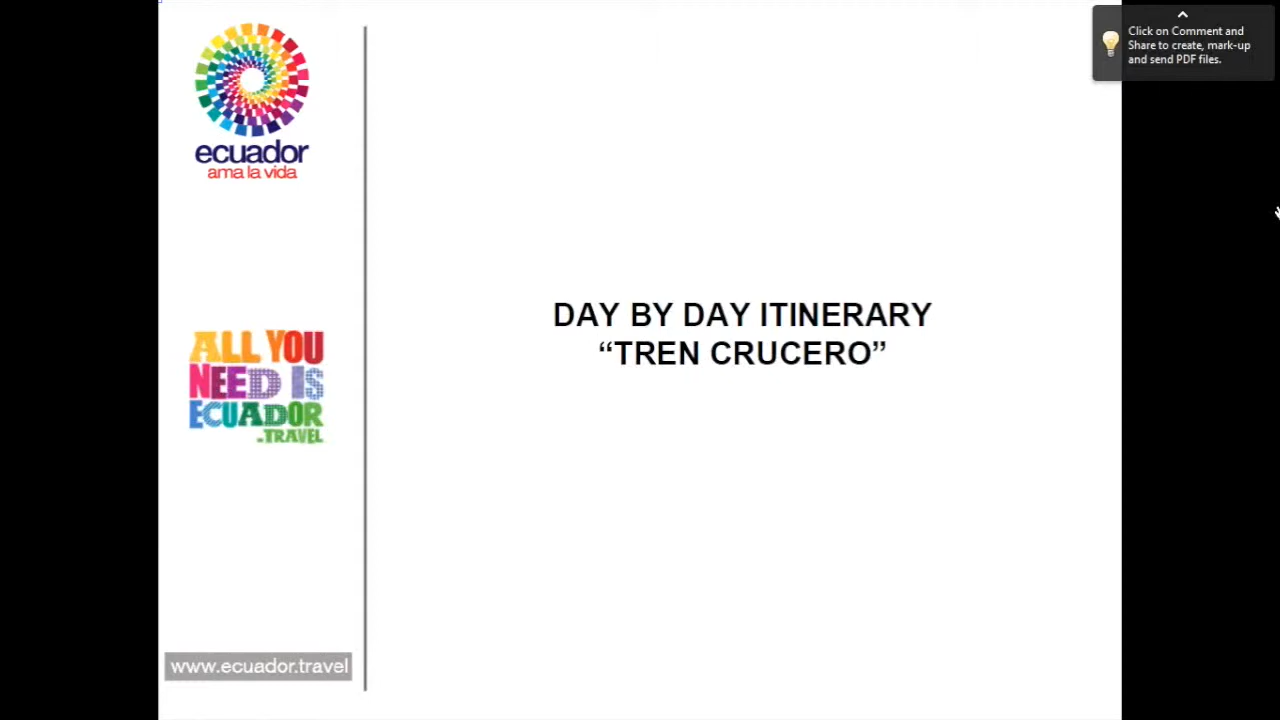 ecuador
ama la vida
ALL YOU
NEED IS
ECUADOR
.TRAVEL
www.ecuador.travel
DAY BY DAY ITINERARY
“TREN CRUCERO”
Click on Comment and
Share to create, mark-up
and send PDF files.